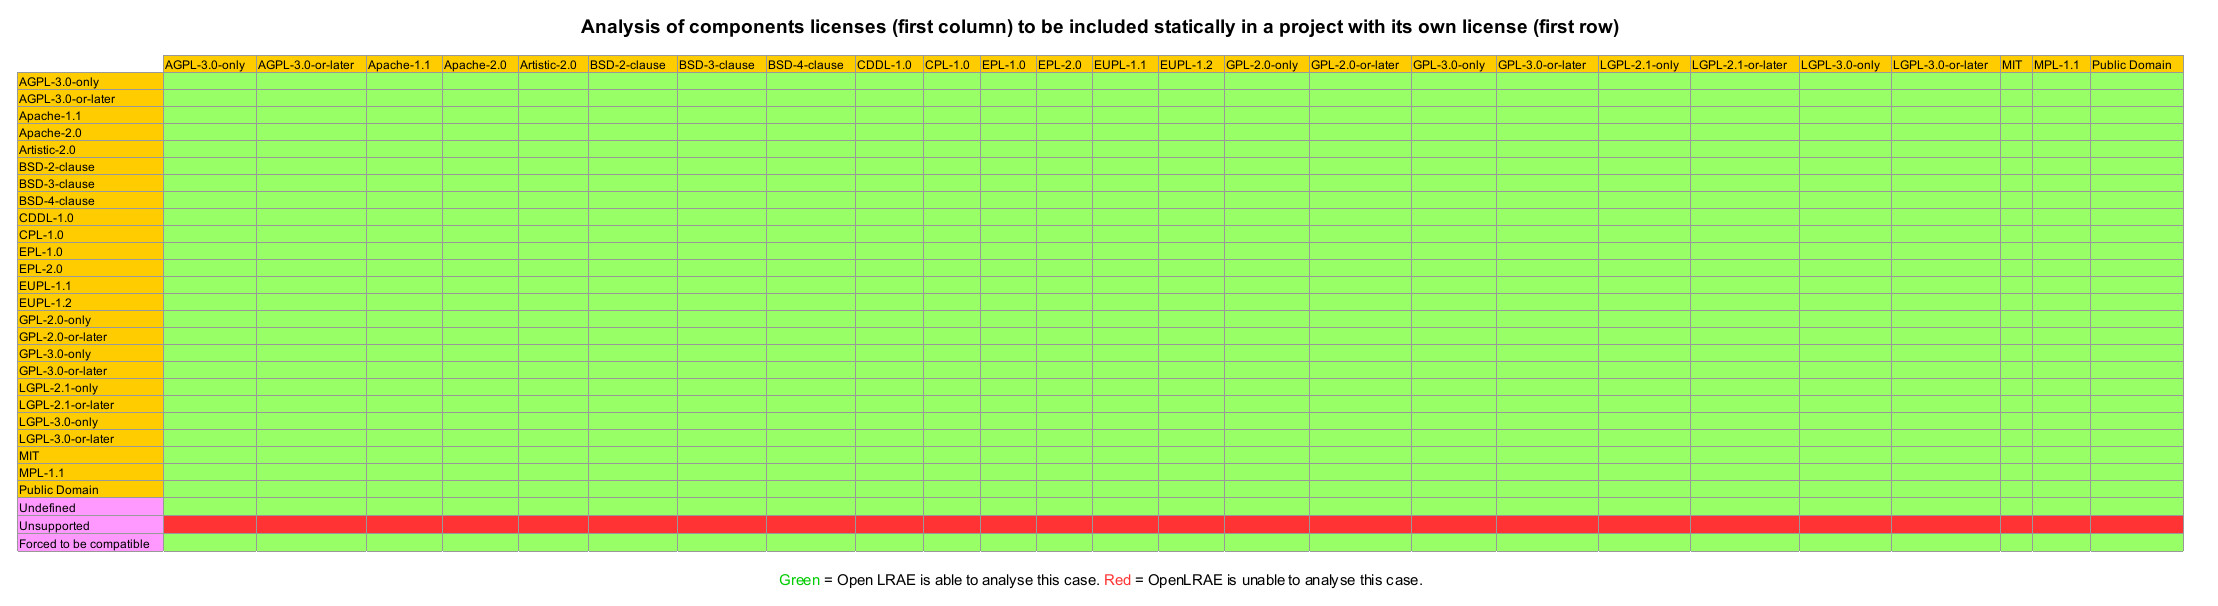 Analysis of components licenses (first column) to be included statically in a project with its own license (first row)
AGPL-3.0-only AGPL-3.0-or-later Apache-1.1 Apache-2.0 Artistic-2.0 BSD-2-clause BSD-3-clause BSD-4-clause CDDL-1.0 CPL-1.0 EPL-1.0 EPL-2.0 EUPL-1.1 EUPL-1.2 GPL-2.0-only GPL-2.0-or-later GPL-3.0-only GPL-3.0-or-later LGPL-2.1-only LGPL-2.1-or-later LGPL-3.0-only LGPL-3.0-or-later MIT MPL-1.1 Public Domain
AGPL-3.0-only
AGPL-3.0-or-later
Apache-1.1
Apache-2.0
Artistic-2.0
BSD-2-clause
BSD-3-clause
BSD-4-clause
CDDL-1.0
CPL-1.0
EPL-1.0
EPL-2.0
EUPL-1.1
EUPL-1.2
GPL-2.0-only
GPL-2.0-or-later
GPL-3.0-only
GPL-3.0-or-later
LGPL-2.1-only
LGPL-2.1-or-later
LGPL-3.0-only
LGPL-3.0-or-later
MIT
MPL-1.1
Public Domain
Undefined
Unsupported
Forced to be compatible
Green = Open LRAE is able to analyse this case. Red = OpenLRAE is unable to analyse this case.